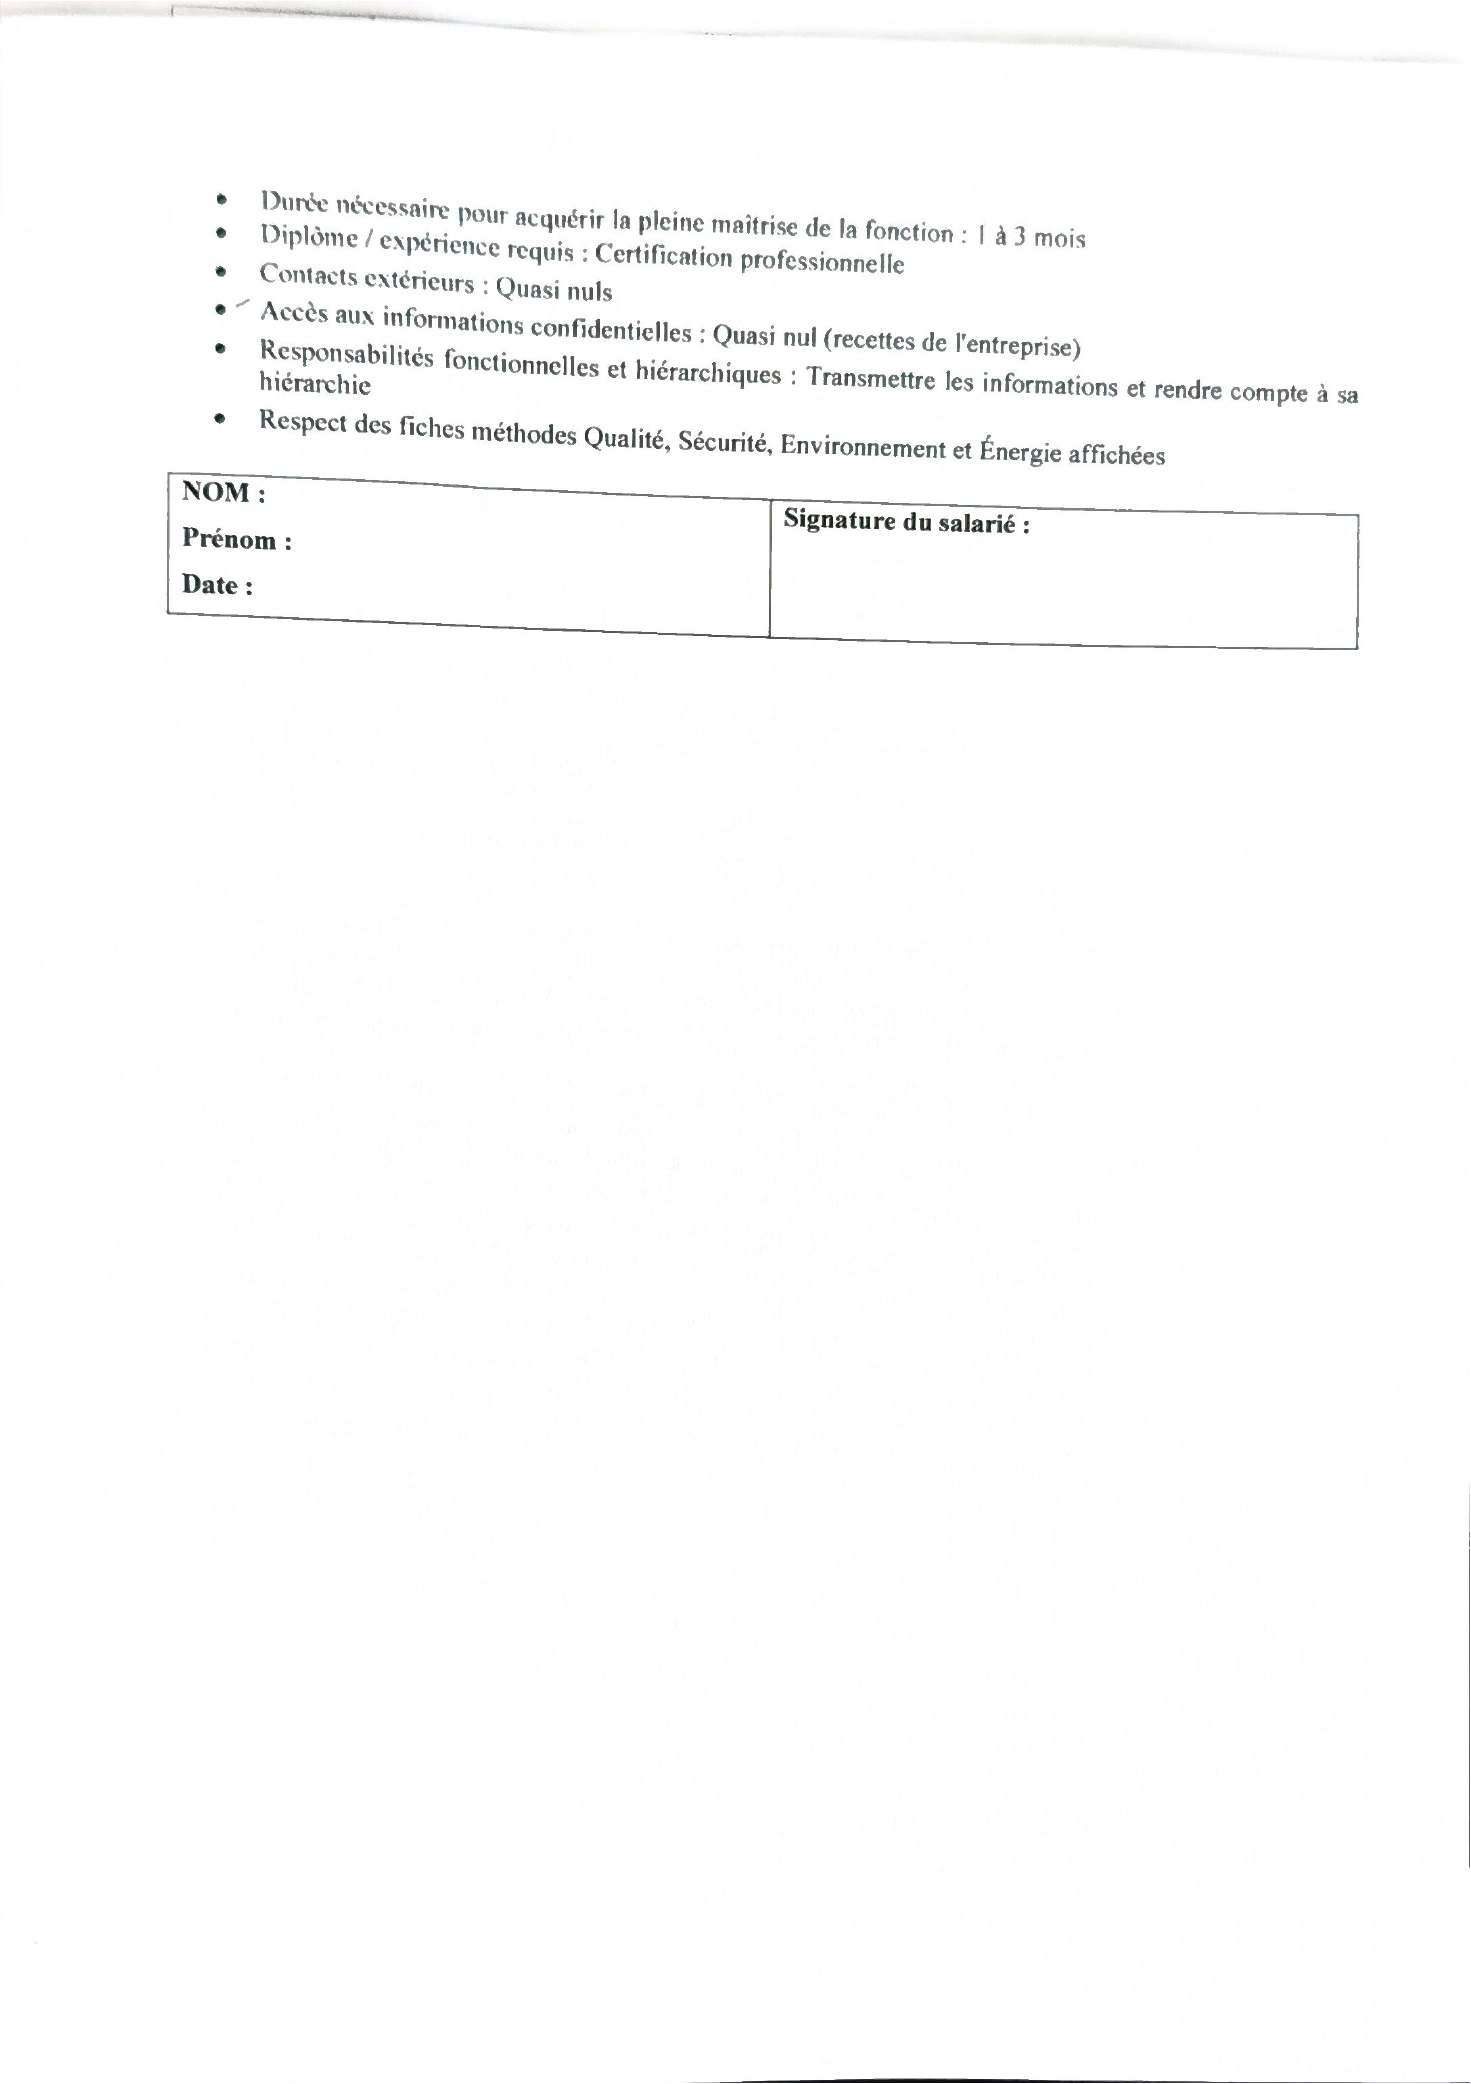 • Durée nécessaire pour acquérir la pleine maîtrise de la fonction : 1 à 3 mois
• Diplôme / expérience requis : Certification professionnelle
• Contacts extérieurs : Quasi nuls
• Accès aux informations confidentielles : Quasi nul (recettes de l'entreprise)
• Responsabilités fonctionnelles et hiérarchiques : Transmettre les informations et rendre compte à sa
hiérarchie
• Respect des fiches méthodes Qualité, Sécurité, Environnement et Énergie affichées
NOM :
Prénom :
Date :
Signature du salarié :